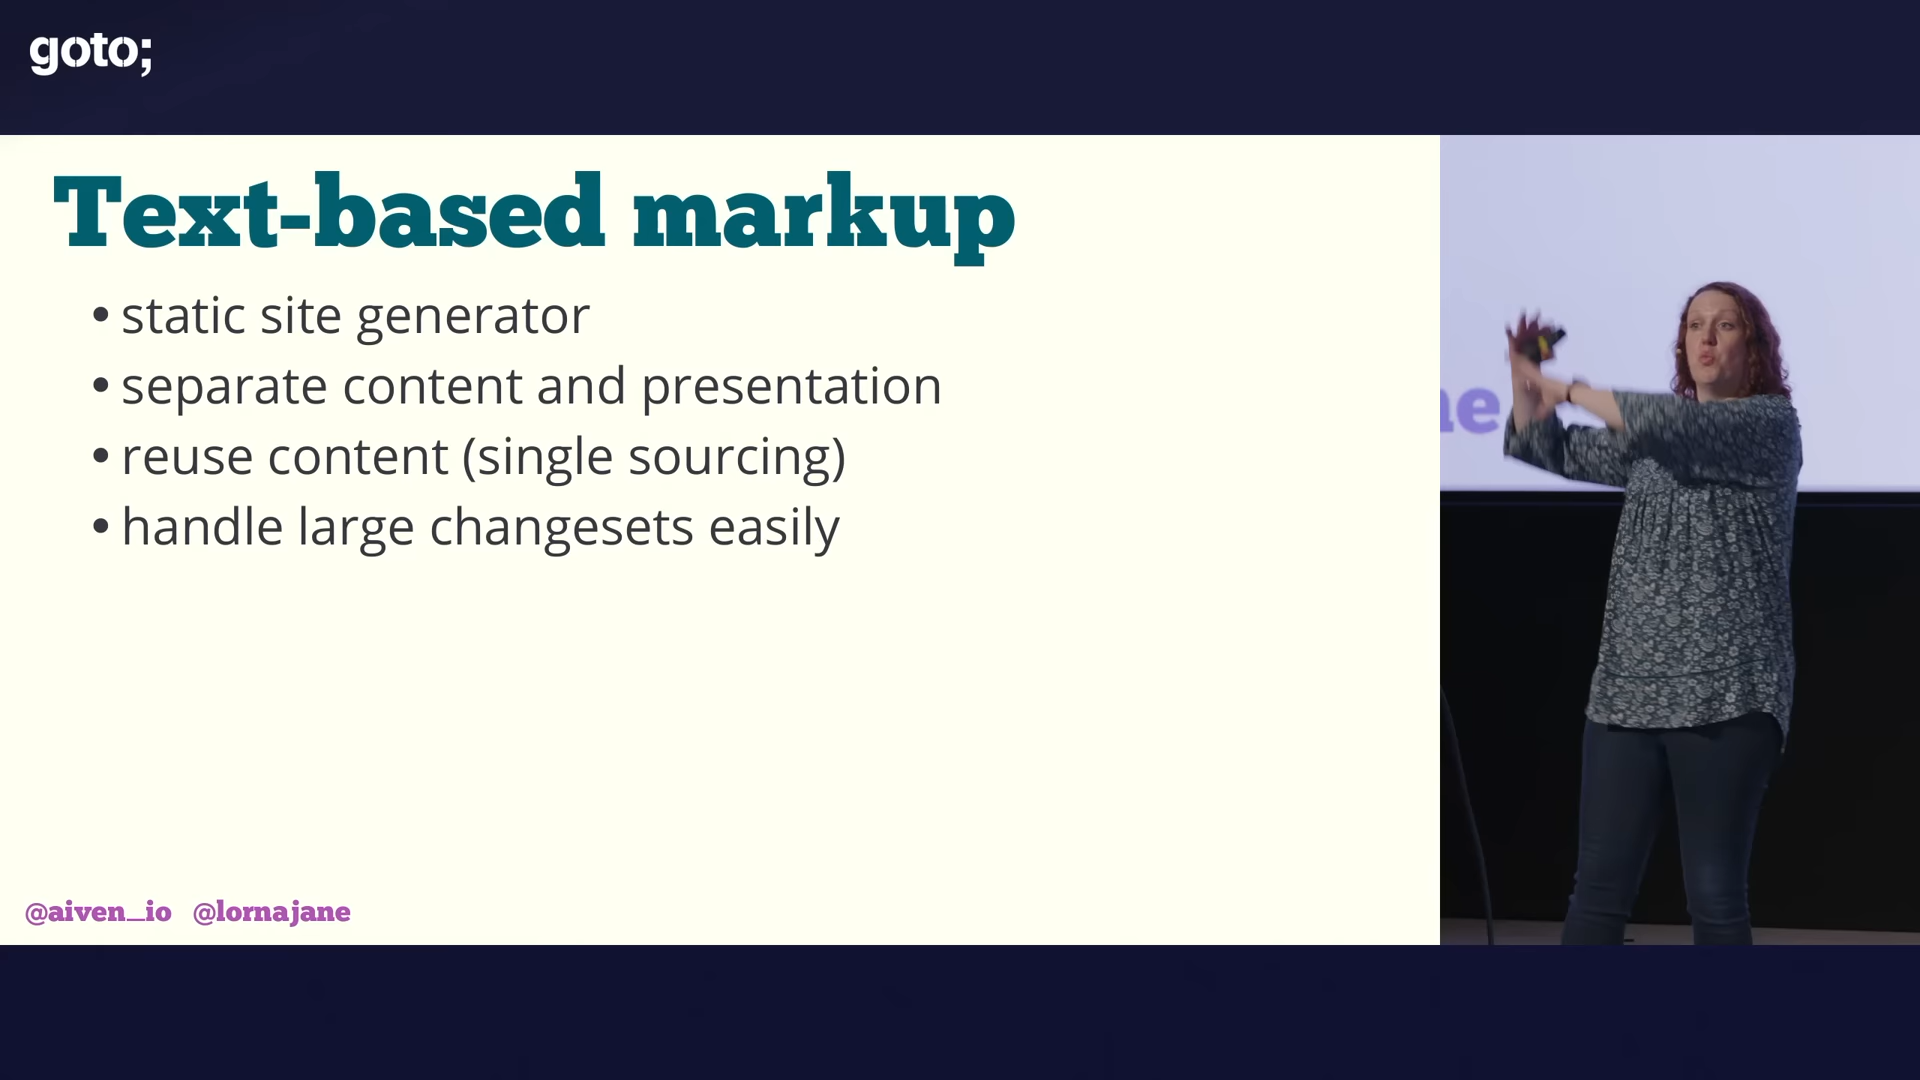 goto;
Text-based markup
• static site generator
• separate content and presentation
• reuse content (single sourcing)
• handle large changesets easily
@aiven_io @lornajane